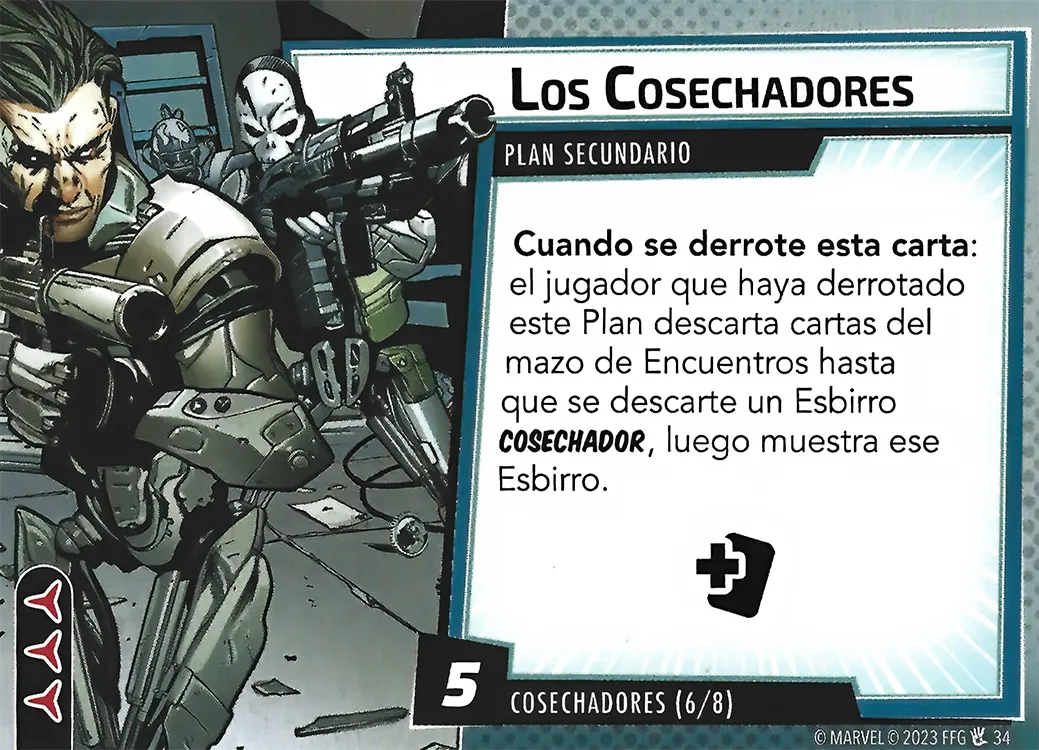 Los Cosechadores
PLAN SECUNDARIO
Cuando se derrote esta carta:
el jugador que haya derrotado
este Plan descarta cartas del
mazo de Encuentros hasta
que se descarte un Esbirro
COSECHADOR, luego muestra ese
Esbirro.
5
COSECHADORES (6/8)
© MARVEL © 2023 FFG 34